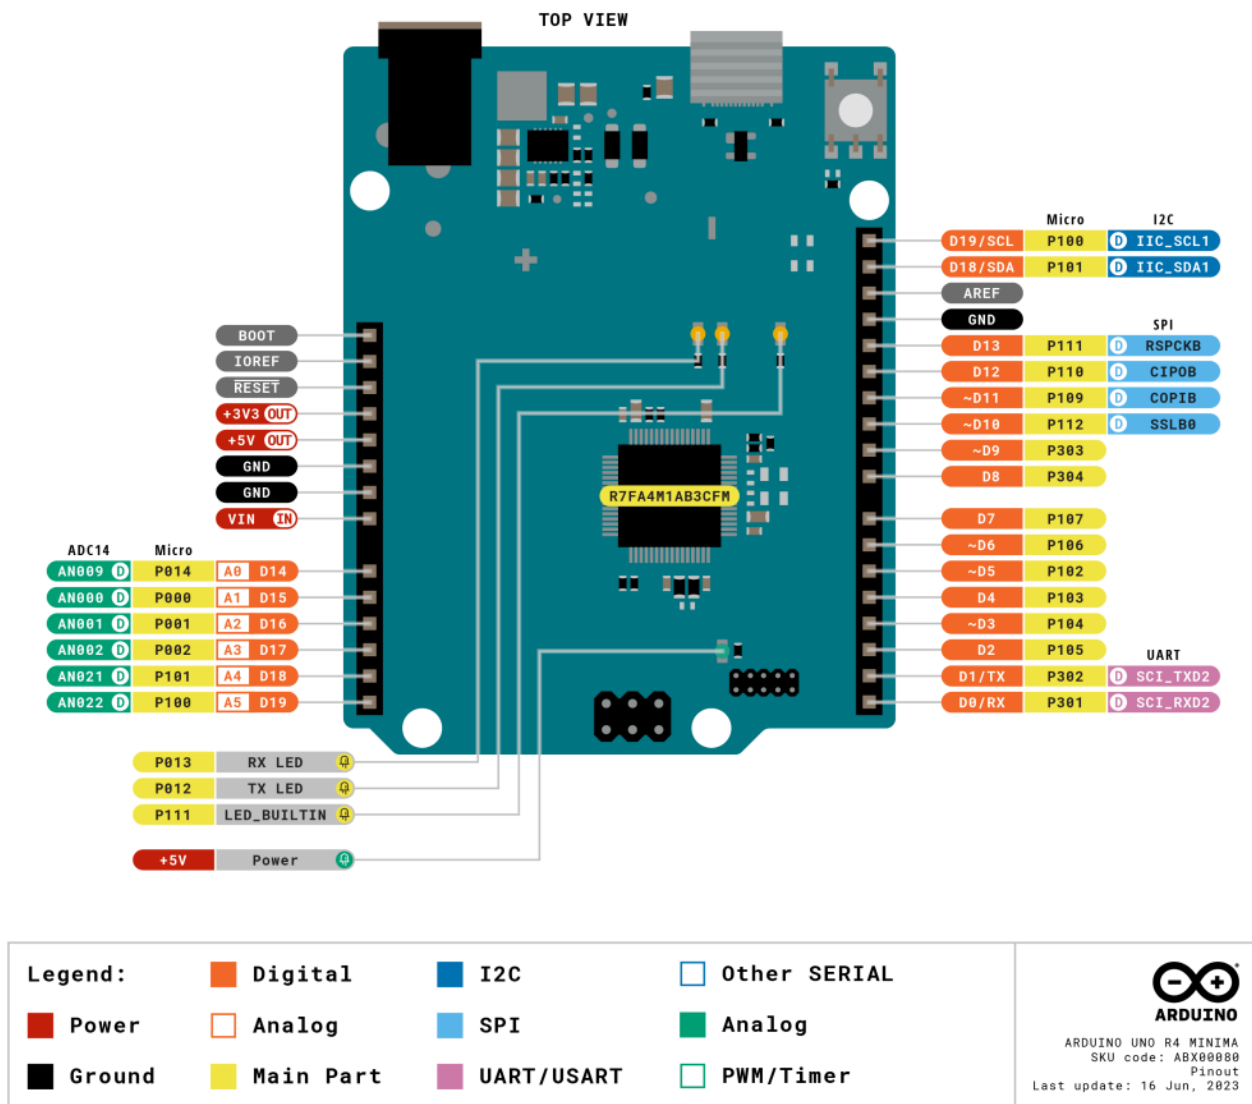 TOP VIEW
Micro I2C
D19/SCL P100 D IIC_SCL1
D18/SDA P101 D IIC_SDA1
AREF
GND
SPI
D13 P111 D RSPCKB
D12 P110 D CIPOB
~D11 P109 D COPIB
~D10 P112 D SSLB0
~D9 P303
D8 P304
D7 P107
~D6 P106
~D5 P102
D4 P103
~D3 P104
D2 P105
UART
D1/TX P302 D SCI_TXD2
D0/RX P301 D SCI_RXD2
BOOT
IOREF
RESET
+3V3 OUT
+5V OUT
GND
GND
VIN IN
ADC14 Micro
AN009 D P014 A0 D14
AN000 D P000 A1 D15
AN001 D P001 A2 D16
AN002 D P002 A3 D17
AN021 D P101 A4 D18
AN022 D P100 A5 D19
R7FA4M1AB3CFM
P013 RX LED
P012 TX LED
P111 LED_BUILTIN
+5V Power
Legend:
Power
Ground
Digital
Analog
Main Part
I2C
SPI
UART/USART
Other SERIAL
Analog
PWM/Timer
ARDUINO
ARDUINO UNO R4 MINIMA
SKU code: ABX00080
Pinout
Last update: 16 Jun, 2023